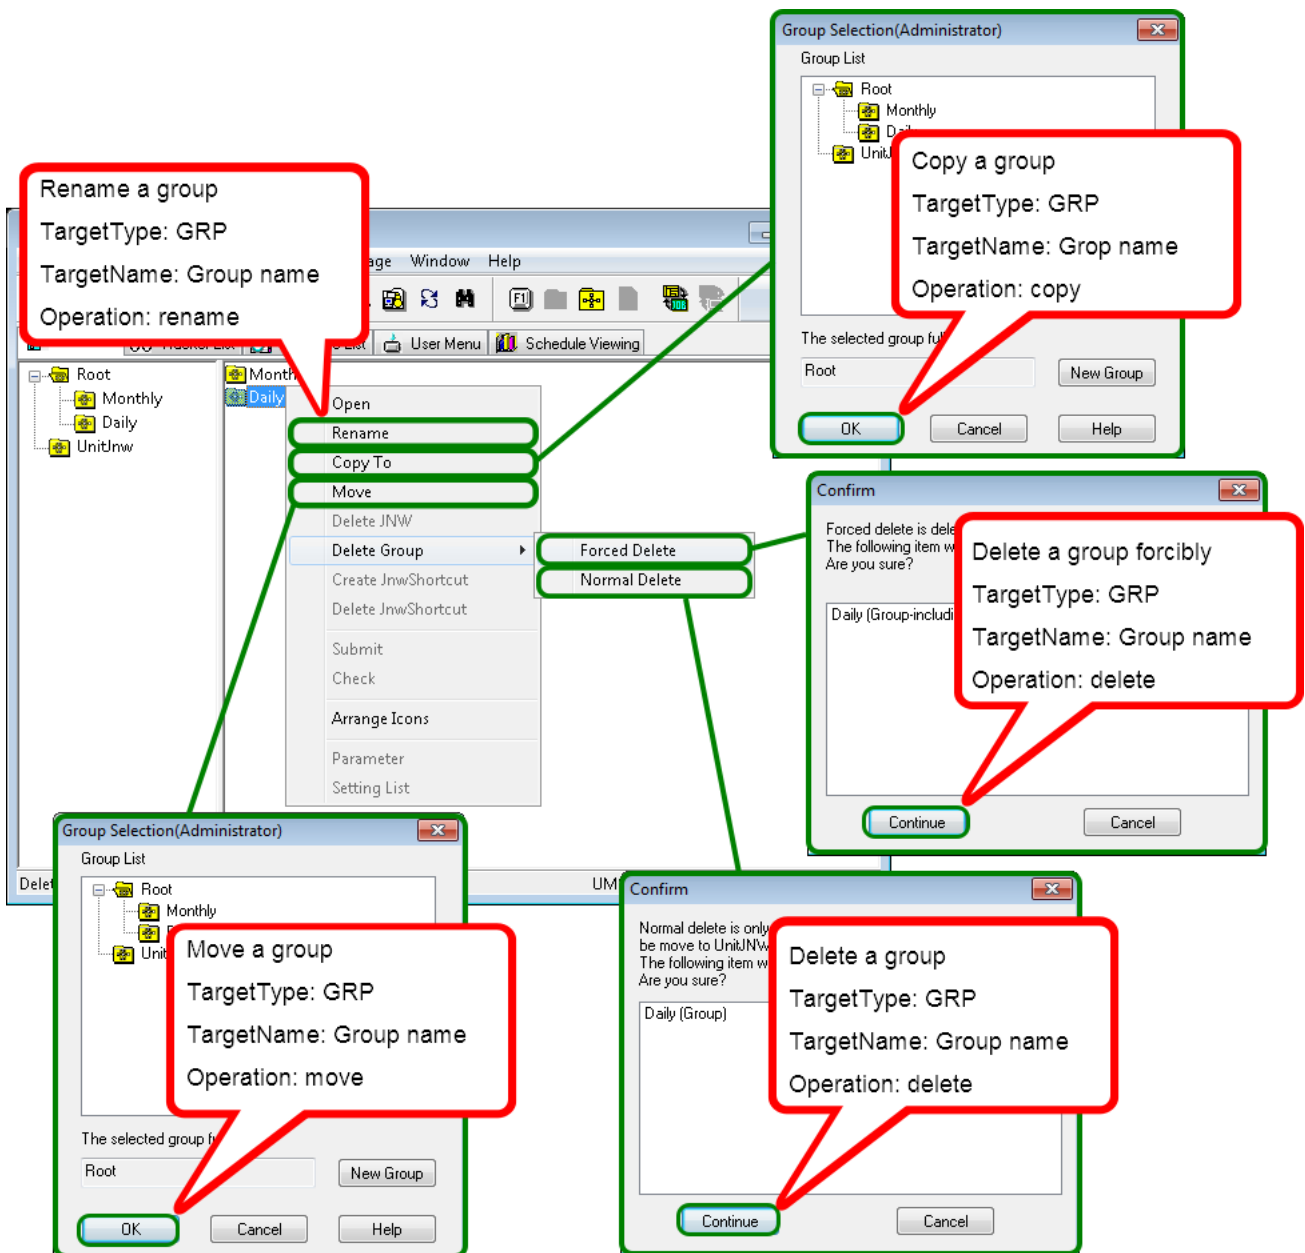 Group Selection(Administrator)
Group List
Root
Monthly
Copy a group
TargetType: GRP
TargetName: Grop name
Operation: copy
The selected group
Root
New Group
OK
Cancel
Help
Rename a group
TargetType: GRP
TargetName: Group name
Operation: rename
Window Help
List
User Menu
Schedule Viewing
Root
Monthly
Daily
UnitJnw
Daily
Open
Rename
Copy To
Move
Delete JNW
Delete Group
Create JnwShortcut
Delete JnwShortcut
Submit
Check
Arrange Icons
Parameter
Setting List
Forced Delete
Normal Delete
Confirm
Forced delete is
The following item
Are you sure?
Daily
Delete a group forcibly
TargetType: GRP
TargetName: Group name
Operation: delete
Continue
Cancel
Group Selection(Administrator)
Group List
Root
Monthly
Move a group
TargetType: GRP
TargetName: Group name
Operation: move
The selected group
Root
New Group
OK
Cancel
Help
Confirm
Normal delete is only
be move to UnitJNW
The following item
Are you sure?
Daily (Group)
Delete a group
TargetType: GRP
TargetName: Group name
Operation: delete
Continue
Cancel